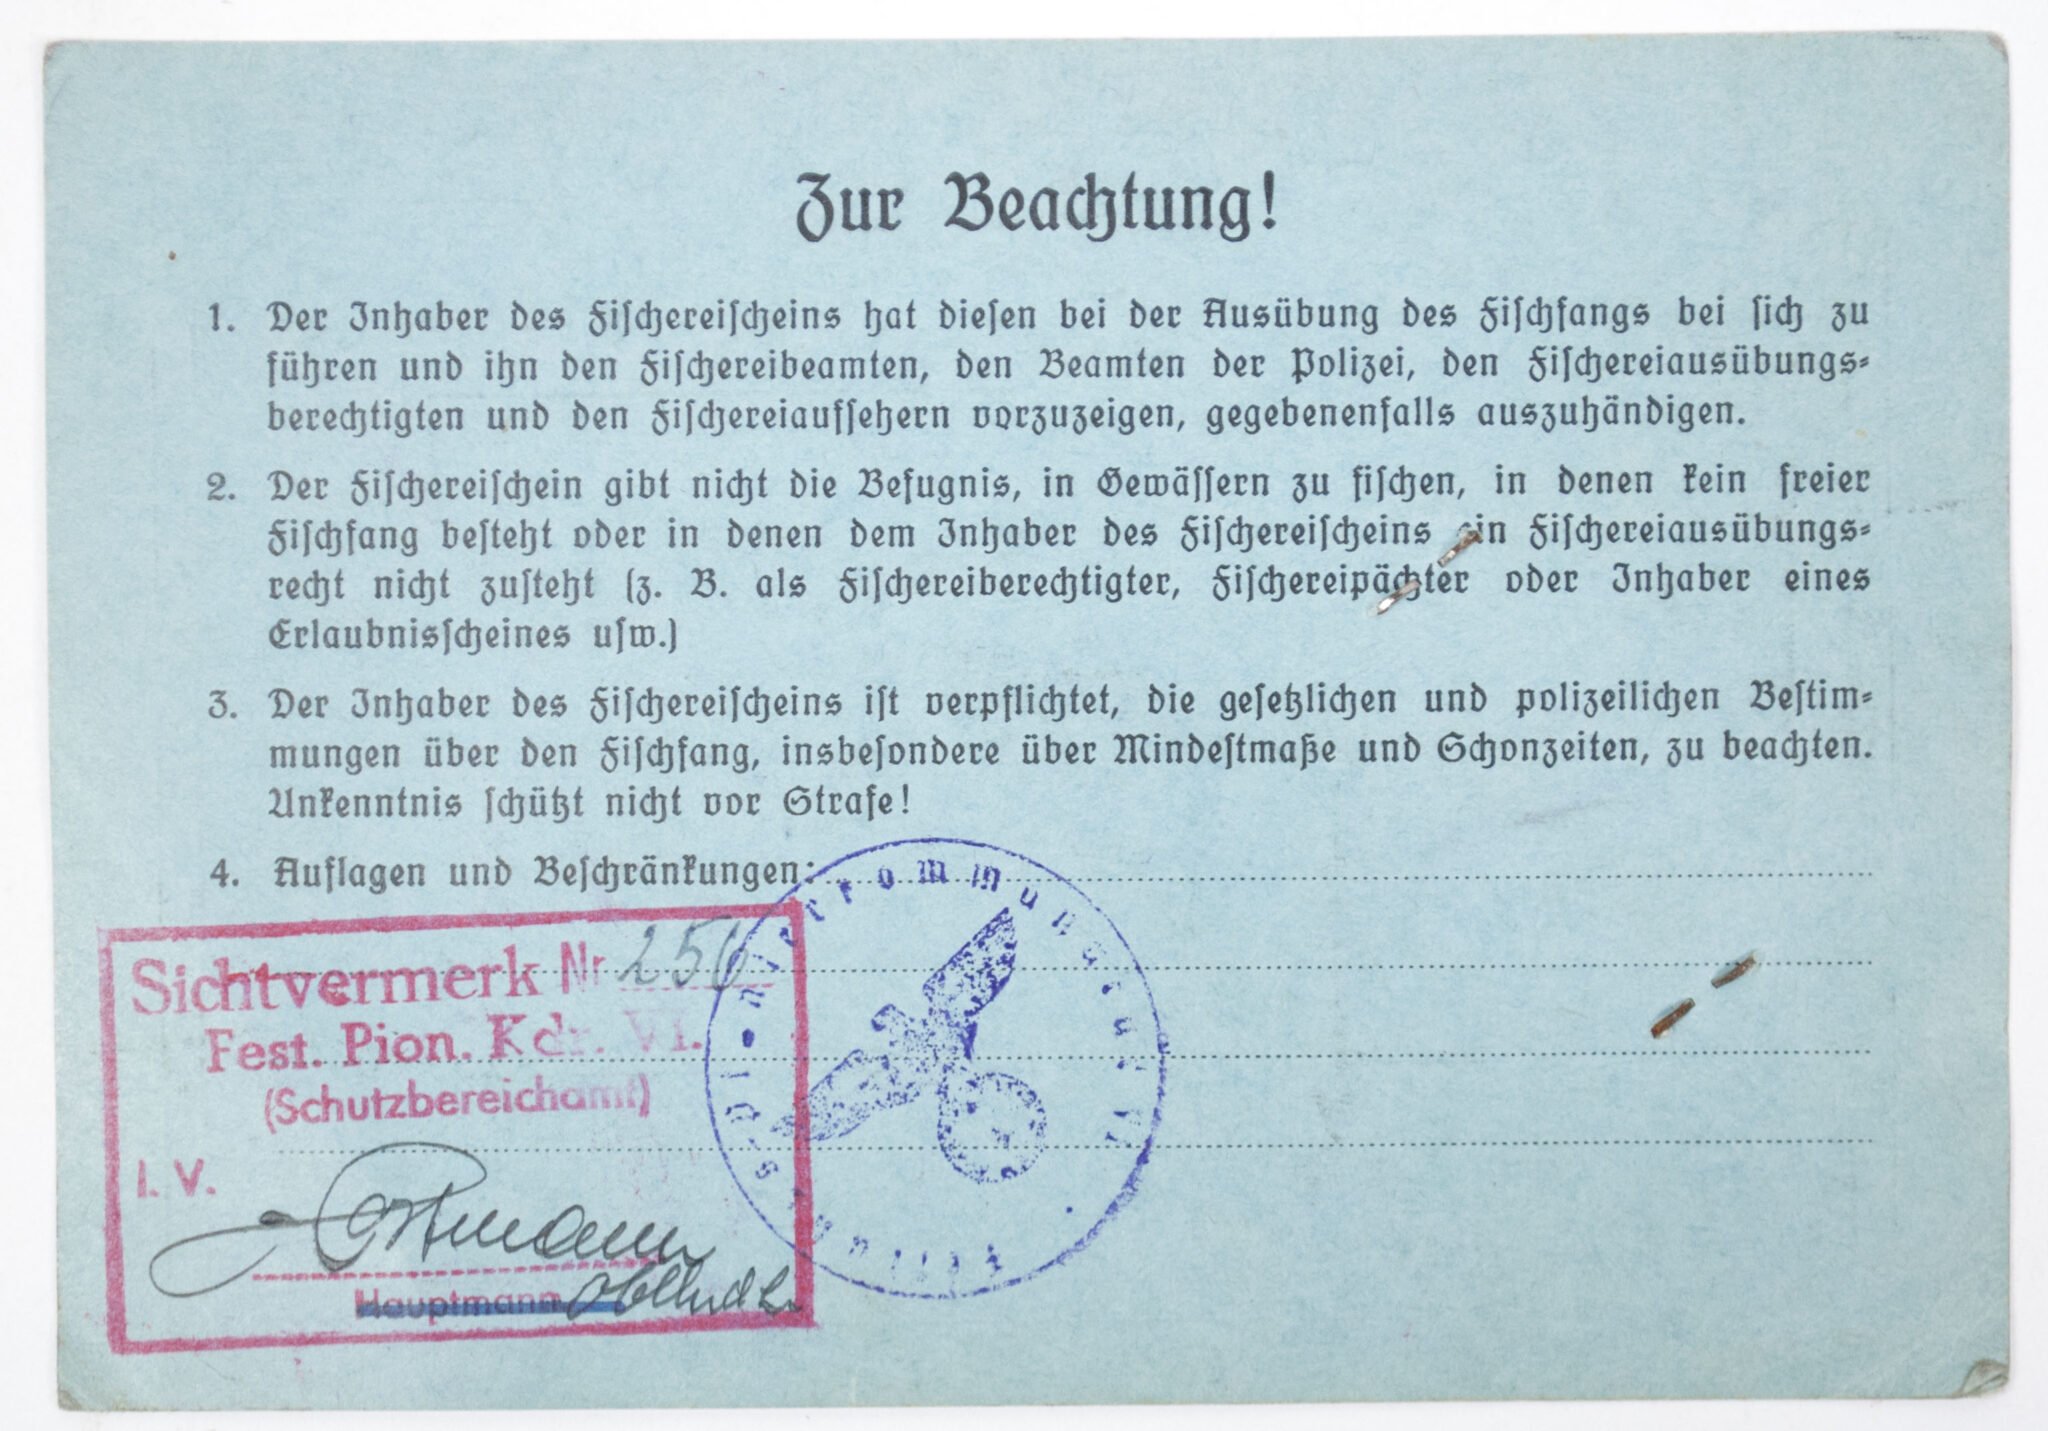 Zur Beachtung!
1. Der Inhaber des Fischereischeins hat diesen bei der Ausübung des Fischfangs bei sich zu
führen und ihn den Fischereibeamten, den Beamten der Polizei, den Fischereiausübungs-
berechtigten und den Fischereiaufsehern vorzuzeigen, gegebenenfalls auszuhändigen.
2. Der Fischereischein gibt nicht die Befugnis, in Gewässern zu fischen, in denen kein freier
Fischfang besteht oder in denen dem Inhaber des Fischereischeins ein Fischereiausübungs-
recht nicht zusteht (z. B. als Fischereiberechtigter, Fischereipächter oder Inhaber eines
Erlaubnisscheines usw.)
3. Der Inhaber des Fischereischeins ist verpflichtet, die gesetzlichen und polizeilichen Bestim-
mungen über den Fischfang, insbesondere über Mindestmaße und Schonzeiten, zu beachten.
Unkenntnis schützt nicht vor Strafe!
4. Auflagen und Beschränkungen:
Sichtvermerk Nr 256
Fest. Pion. Kdr. VI.
(Schutzbereichamt)
I. V.
Hauptmann